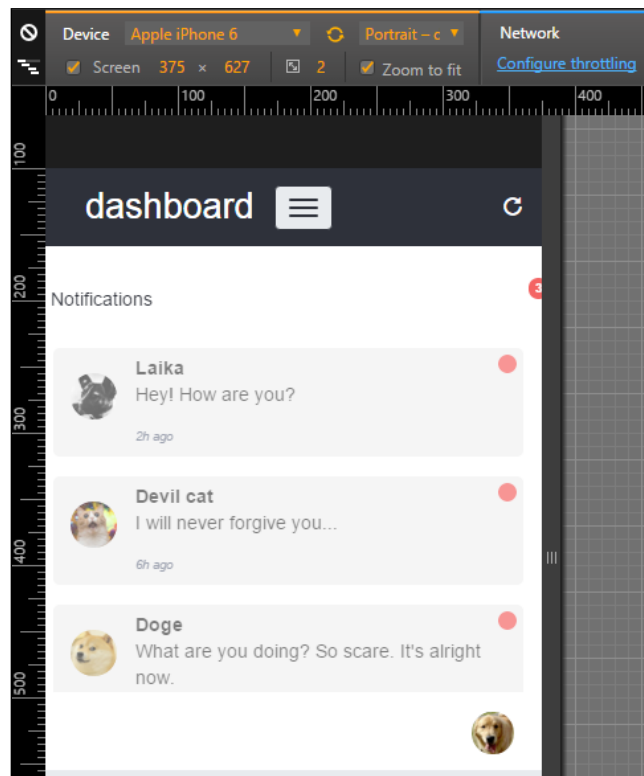 Device Apple iPhone 6 Portrait – c Network
Screen 375 × 627 2 Zoom to fit Configure throttling
0 100 200 300 400
100
dashboard
200
3
Notifications
Laika
Hey! How are you?
300
2h ago
Devil cat
I will never forgive you...
400
6h ago
Doge
What are you doing? So scare. It's alright
now.
500